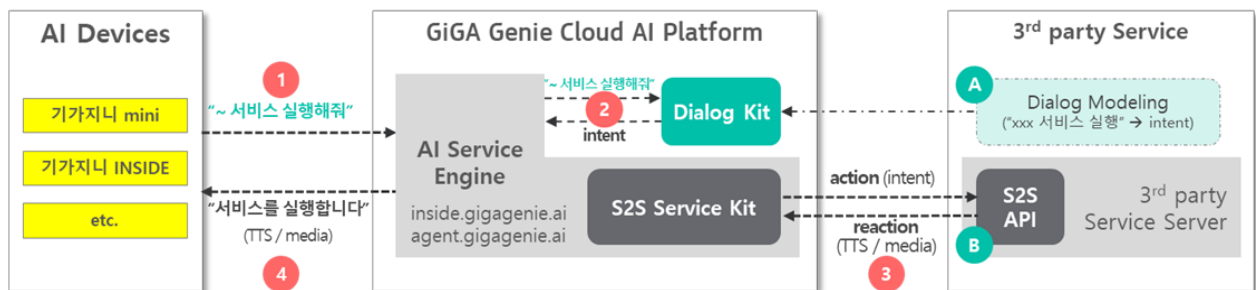 AI Devices
기가지니 mini
기가지니 INSIDE
etc.
1
“~ 서비스 실행해줘”
“서비스를 실행합니다”
(TTS / media)
4
GiGA Genie Cloud AI Platform
AI Service
Engine
inside.gigagenie.ai
agent.gigagenie.ai
“~ 서비스 실행해줘”
2
intent
Dialog Kit
S2S Service Kit
action (intent)
reaction
(TTS / media)
3
3rd party Service
A
Dialog Modeling
(“xxx 서비스 실행” → intent)
S2S
API
B
3rd party
Service Server